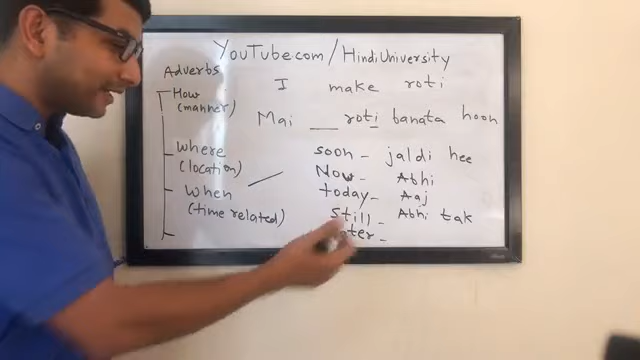 YouTube.com/HindiUniversity
Adverbs
I make roti
How
(manner)
Mai ___ roti banata hoon
where
(location)
soon - jaldi hee
Now - Abhi
when
(time related)
today - Aaj
still - Abhi tak